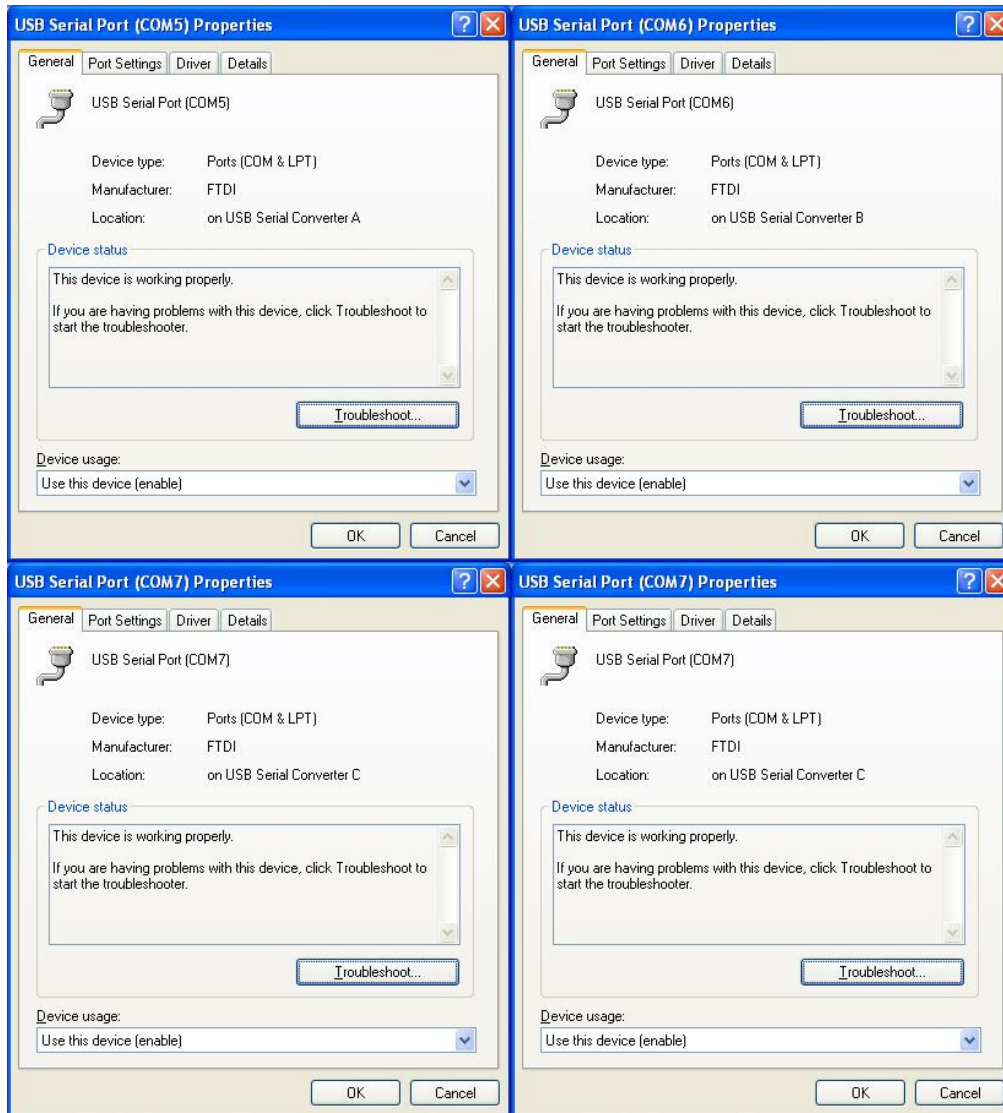 USB Serial Port (COM5) Properties
General Port Settings Driver Details
USB Serial Port (COM5)
Device type: Ports (COM & LPT)
Manufacturer: FTDI
Location: on USB Serial Converter A
Device status
This device is working properly.
If you are having problems with this device, click Troubleshoot to
start the troubleshooter.
Troubleshoot...
Device usage:
Use this device (enable)
OK Cancel
USB Serial Port (COM6) Properties
General Port Settings Driver Details
USB Serial Port (COM6)
Device type: Ports (COM & LPT)
Manufacturer: FTDI
Location: on USB Serial Converter B
Device status
This device is working properly.
If you are having problems with this device, click Troubleshoot to
start the troubleshooter.
Troubleshoot...
Device usage:
Use this device (enable)
OK Cancel
USB Serial Port (COM7) Properties
General Port Settings Driver Details
USB Serial Port (COM7)
Device type: Ports (COM & LPT)
Manufacturer: FTDI
Location: on USB Serial Converter C
Device status
This device is working properly.
If you are having problems with this device, click Troubleshoot to
start the troubleshooter.
Troubleshoot...
Device usage:
Use this device (enable)
OK Cancel
USB Serial Port (COM7) Properties
General Port Settings Driver Details
USB Serial Port (COM7)
Device type: Ports (COM & LPT)
Manufacturer: FTDI
Location: on USB Serial Converter C
Device status
This device is working properly.
If you are having problems with this device, click Troubleshoot to
start the troubleshooter.
Troubleshoot...
Device usage:
Use this device (enable)
OK Cancel